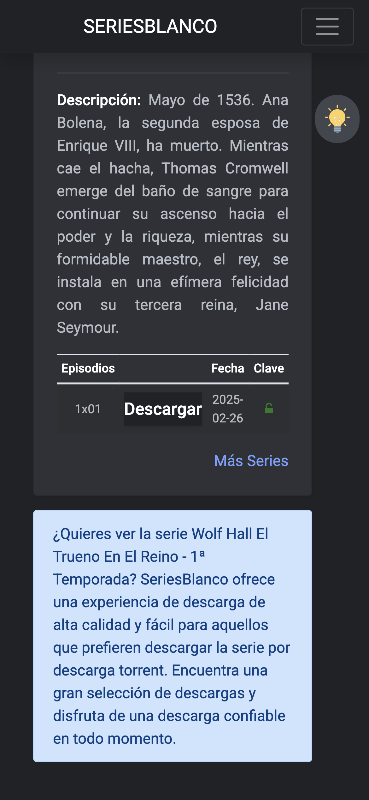 SERIESBLANCO
Descripción: Mayo de 1536. Ana
Bolena, la segunda esposa de
Enrique VIII, ha muerto. Mientras
cae el hacha, Thomas Cromwell
emerge del baño de sangre para
continuar su ascenso hacia el
poder y la riqueza, mientras su
formidable maestro, el rey, se
instala en una efímera felicidad
con su tercera reina, Jane
Seymour.
Episodios Fecha Clave
1x01 Descargar 2025-
02-26
Más Series
¿Quieres ver la serie Wolf Hall El
Trueno En El Reino - 1ª
Temporada? SeriesBlanco ofrece
una experiencia de descarga de
alta calidad y fácil para aquellos
que prefieren descargar la serie por
descarga torrent. Encuentra una
gran selección de descargas y
disfruta de una descarga confiable
en todo momento.